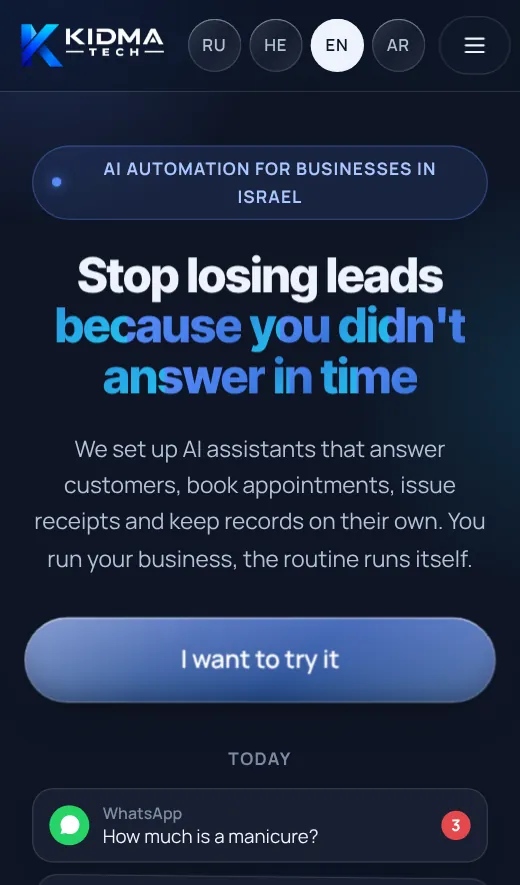 KIDMA
TECH
RU HE EN AR
AI AUTOMATION FOR BUSINESSES IN
ISRAEL
Stop losing leads
because you didn't
answer in time
We set up AI assistants that answer
customers, book appointments, issue
receipts and keep records on their own. You
run your business, the routine runs itself.
I want to try it
TODAY
WhatsApp
How much is a manicure?
3